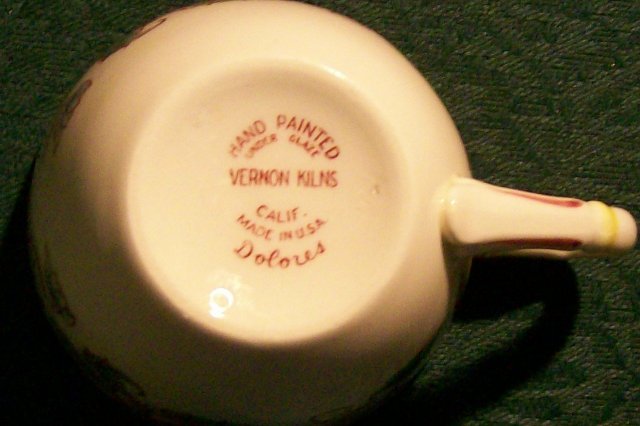 HAND PAINTED
UNDER GLAZE
VERNON KILNS
CALIF.
MADE IN U.S.A.
Dolores